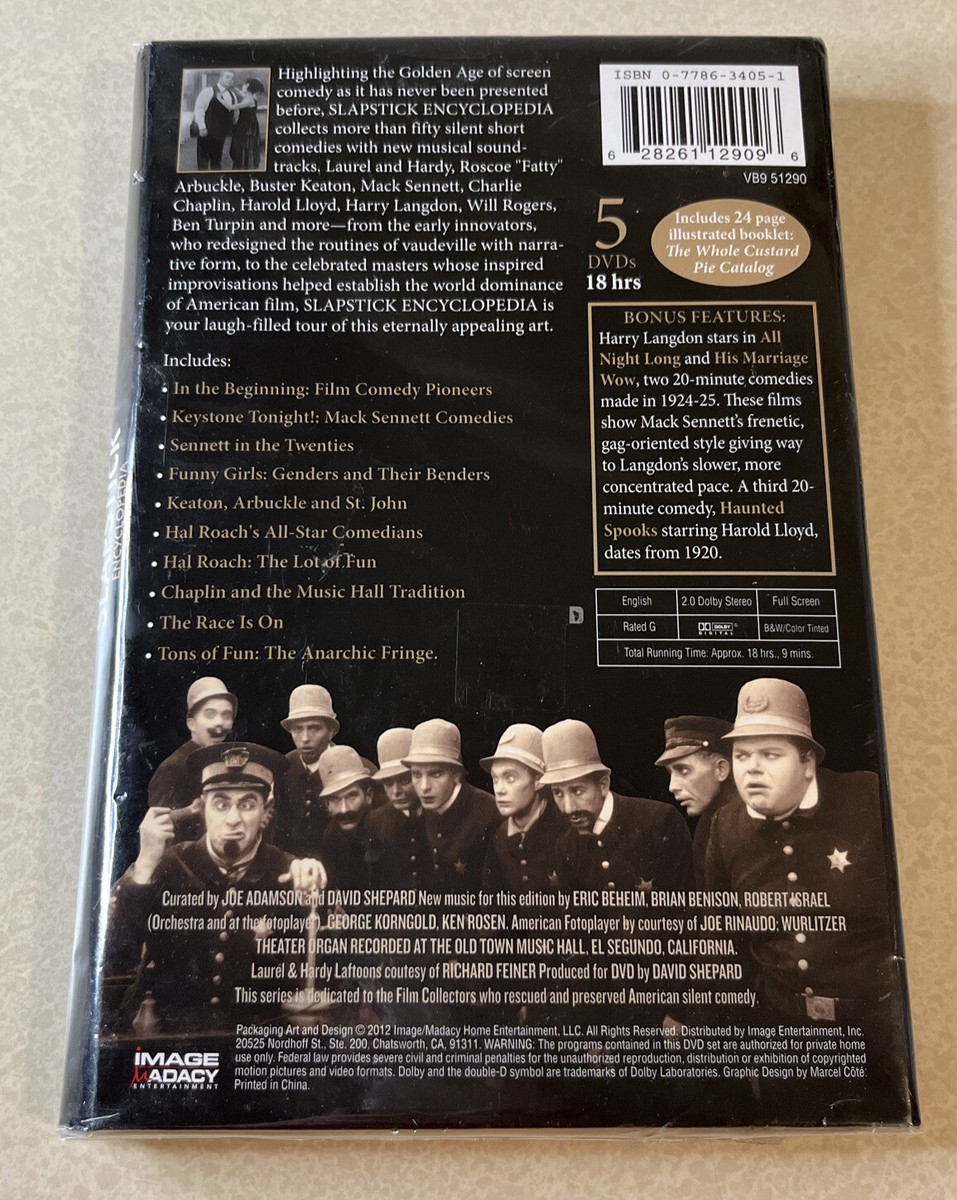 Highlighting the Golden Age of screen
comedy as it has never been presented
before, SLAPSTICK ENCYCLOPEDIA
collects more than fifty silent short
comedies with new musical sound-
tracks. Laurel and Hardy, Roscoe "Fatty"
Arbuckle, Buster Keaton, Mack Sennett, Charlie
Chaplin, Harold Lloyd, Harry Langdon, Will Rogers,
Ben Turpin and more—from the early innovators,
who redesigned the routines of vaudeville with narra-
tive form, to the celebrated masters whose inspired
improvisations helped establish the world dominance
of American film, SLAPSTICK ENCYCLOPEDIA is
your laugh-filled tour of this eternally appealing art.
Includes:
• In the Beginning: Film Comedy Pioneers
• Keystone Tonight!: Mack Sennett Comedies
• Sennett in the Twenties
• Funny Girls: Genders and Their Benders
• Keaton, Arbuckle and St. John
• Hal Roach's All-Star Comedians
• Hal Roach: The Lot of Fun
• Chaplin and the Music Hall Tradition
• The Race Is On
• Tons of Fun: The Anarchic Fringe.
ISBN 0-7786-3405-1
6 28261 12909 6
VB9 51290
5
DVDs
18 hrs
Includes 24 page
illustrated booklet:
The Whole Custard
Pie Catalog
BONUS FEATURES:
Harry Langdon stars in All
Night Long and His Marriage
Wow, two 20-minute comedies
made in 1924-25. These films
show Mack Sennett's frenetic,
gag-oriented style giving way
to Langdon's slower, more
concentrated pace. A third 20-
minute comedy, Haunted
Spooks starring Harold Lloyd,
dates from 1920.
English 2.0 Dolby Stereo Full Screen
Rated G DOLBY DIGITAL B&W/Color Tinted
Total Running Time: Approx. 18 hrs., 9 mins.
ENCYCLOPEDIA
Curated by JOE ADAMSON and DAVID SHEPARD New music for this edition by ERIC BEHEIM, BRIAN BENISON, ROBERT ISRAEL
(Orchestra and at the fotoplayer), GEORGE KORNGOLD, KEN ROSEN. American Fotoplayer by courtesy of JOE RINAUDO; WURLITZER
THEATER ORGAN RECORDED AT THE OLD TOWN MUSIC HALL, EL SEGUNDO, CALIFORNIA.
Laurel & Hardy Laftoons coutesy of RICHARD FEINER Produced for DVD by DAVID SHEPARD
This series is dedicated to the Film Collectors who rescued and preserved American silent comedy.
IMAGE
MADACY
ENTERTAINMENT
Packaging Art and Design © 2012 Image/Madacy Home Entertainment, LLC. All Rights Reserved. Distributed by Image Entertainment, Inc.
20525 Nordhoff St., Ste. 200, Chatsworth, CA, 91311. WARNING: The programs contained in this DVD set are authorized for private home
use only. Federal law provides severe civil and criminal penalties for the unauthorized reproduction, distribution or exhibition of copyrighted
motion pictures and video formats. Dolby and the double-D symbol are trademarks of Dolby Laboratories. Graphic Design by Marcel Côté.
Printed in China.